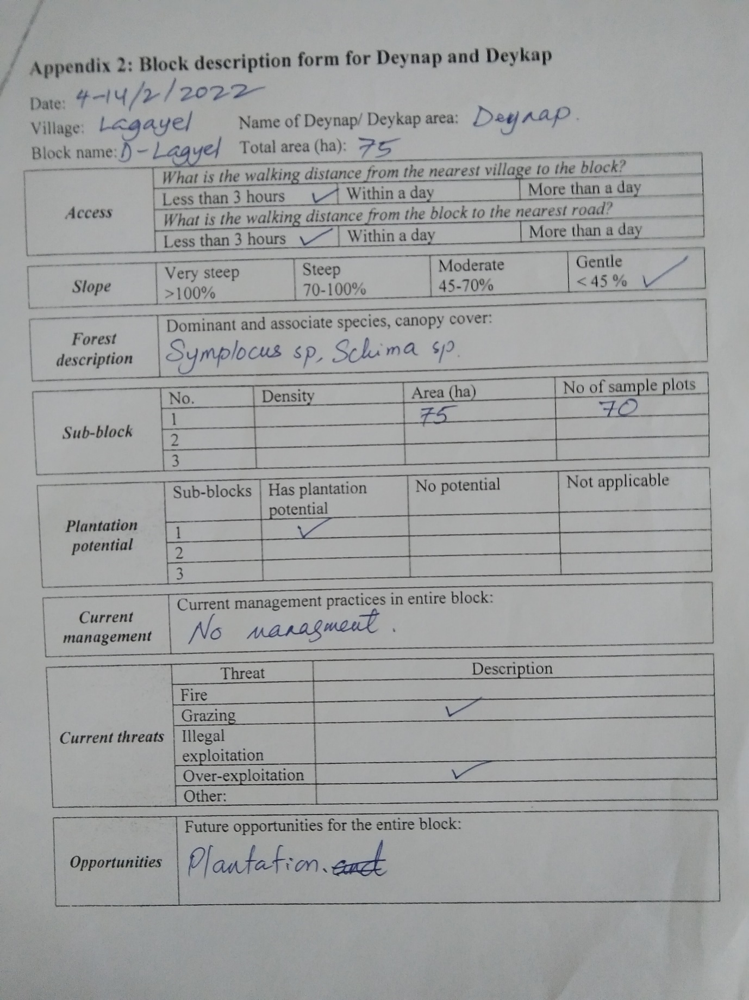 Appendix 2: Block description form for Deynap and Deykap
Date: 4-14/2/2022
Village: Lagayel Name of Deynap/ Deykap area: Deynap.
Block name: D-Lagyel Total area (ha): 75
Access
What is the walking distance from the nearest village to the block?
Less than 3 hours ✓ Within a day More than a day
What is the walking distance from the block to the nearest road?
Less than 3 hours ✓ Within a day More than a day
Slope
Very steep Steep Moderate Gentle
>100% 70-100% 45-70% < 45 % ✓
Forest
description
Dominant and associate species, canopy cover:
Symplocus sp, Schima sp.
Sub-block
No. Density Area (ha) No of sample plots
1 75 70
2
3
Plantation
potential
Sub-blocks Has plantation No potential Not applicable
potential
1 ✓
2
3
Current
management
Current management practices in entire block:
No managment.
Current threats
Threat Description
Fire
Grazing ✓
Illegal
exploitation
Over-exploitation ✓
Other:
Opportunities
Future opportunities for the entire block:
Plantation. and